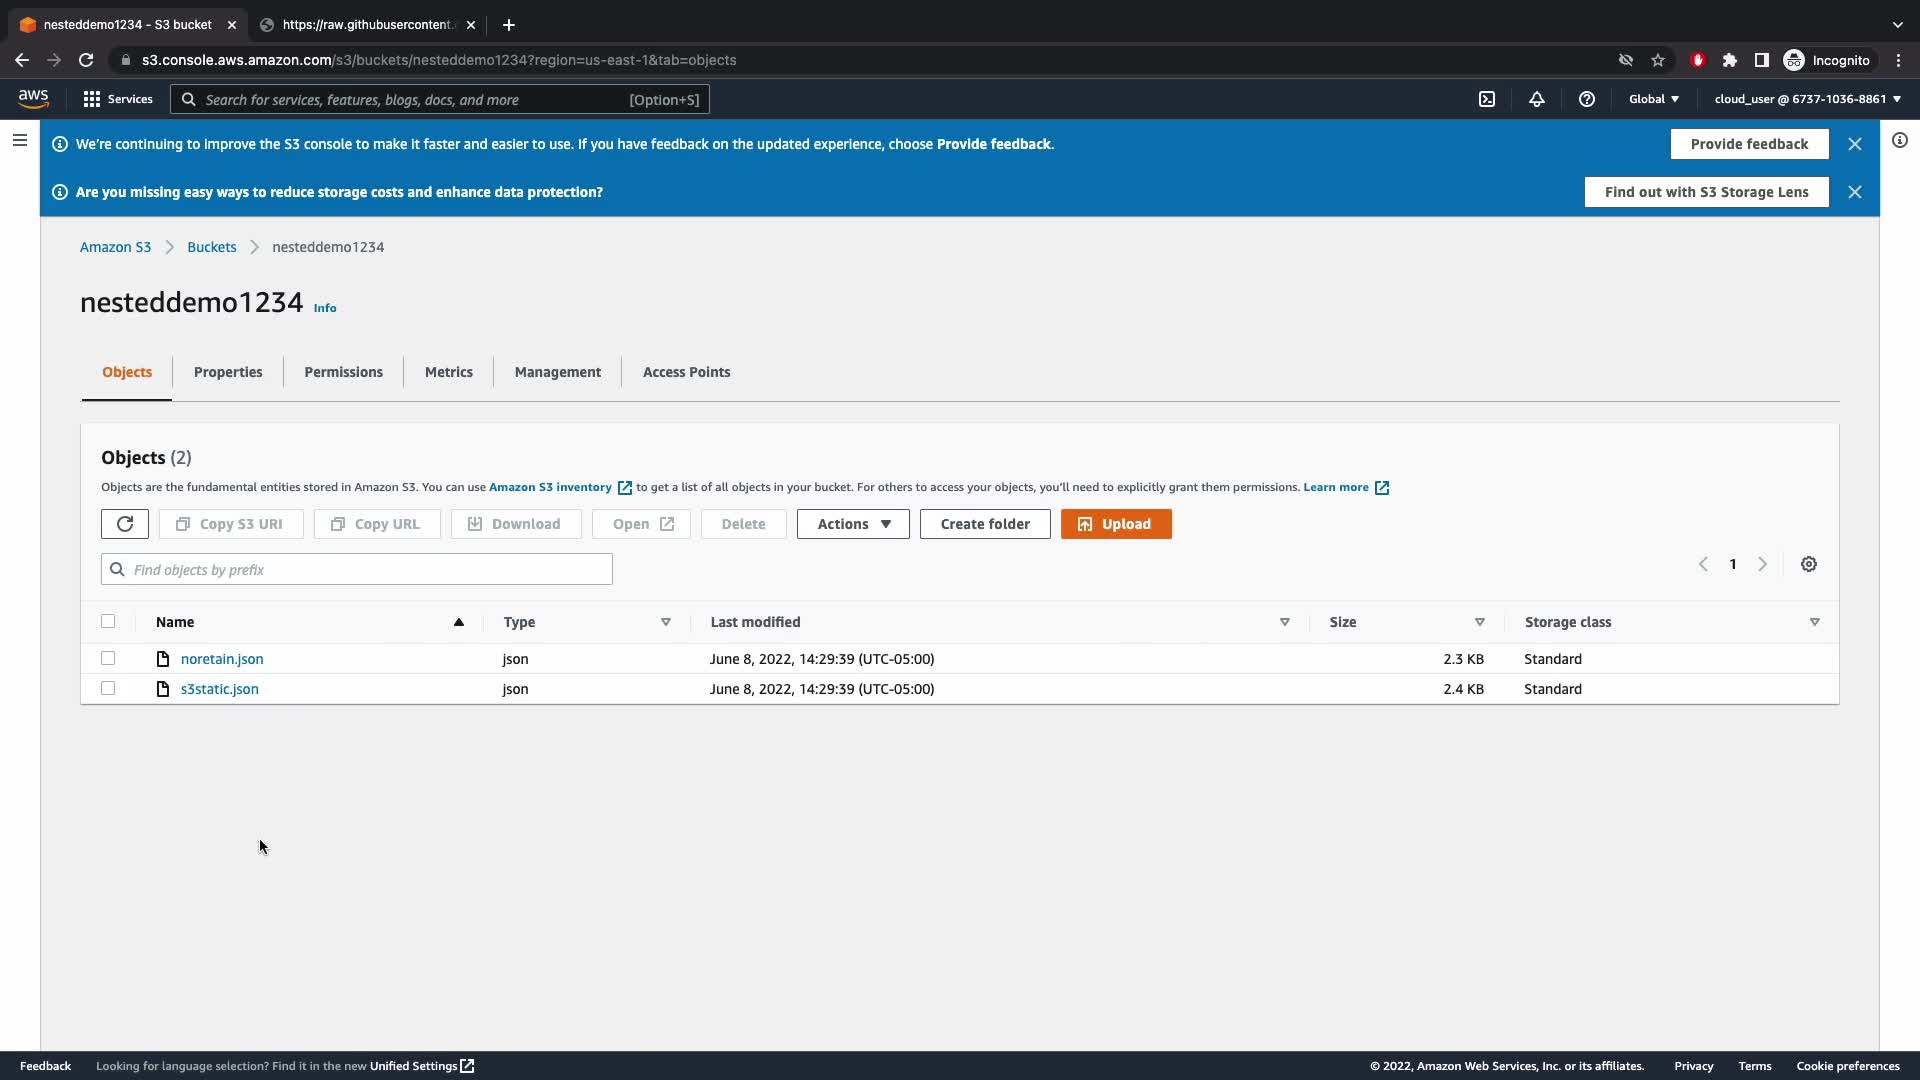 nesteddemo1234 - S3 bucket
https://raw.githubusercontent.c
s3.console.aws.amazon.com/s3/buckets/nesteddemo1234?region=us-east-1&tab=objects
Incognito
aws
Services
Search for services, features, blogs, docs, and more [Option+S]
Global
cloud_user @ 6737-1036-8861
We're continuing to improve the S3 console to make it faster and easier to use. If you have feedback on the updated experience, choose Provide feedback.
Provide feedback
Are you missing easy ways to reduce storage costs and enhance data protection?
Find out with S3 Storage Lens
Amazon S3 > Buckets > nesteddemo1234
nesteddemo1234 Info
Objects Properties Permissions Metrics Management Access Points
Objects (2)
Objects are the fundamental entities stored in Amazon S3. You can use Amazon S3 inventory to get a list of all objects in your bucket. For others to access your objects, you'll need to explicitly grant them permissions. Learn more
Copy S3 URI Copy URL Download Open Delete Actions Create folder Upload
Find objects by prefix
1
Name Type Last modified Size Storage class
noretain.json json June 8, 2022, 14:29:39 (UTC-05:00) 2.3 KB Standard
s3static.json json June 8, 2022, 14:29:39 (UTC-05:00) 2.4 KB Standard
Feedback Looking for language selection? Find it in the new Unified Settings © 2022, Amazon Web Services, Inc. or its affiliates. Privacy Terms Cookie preferences